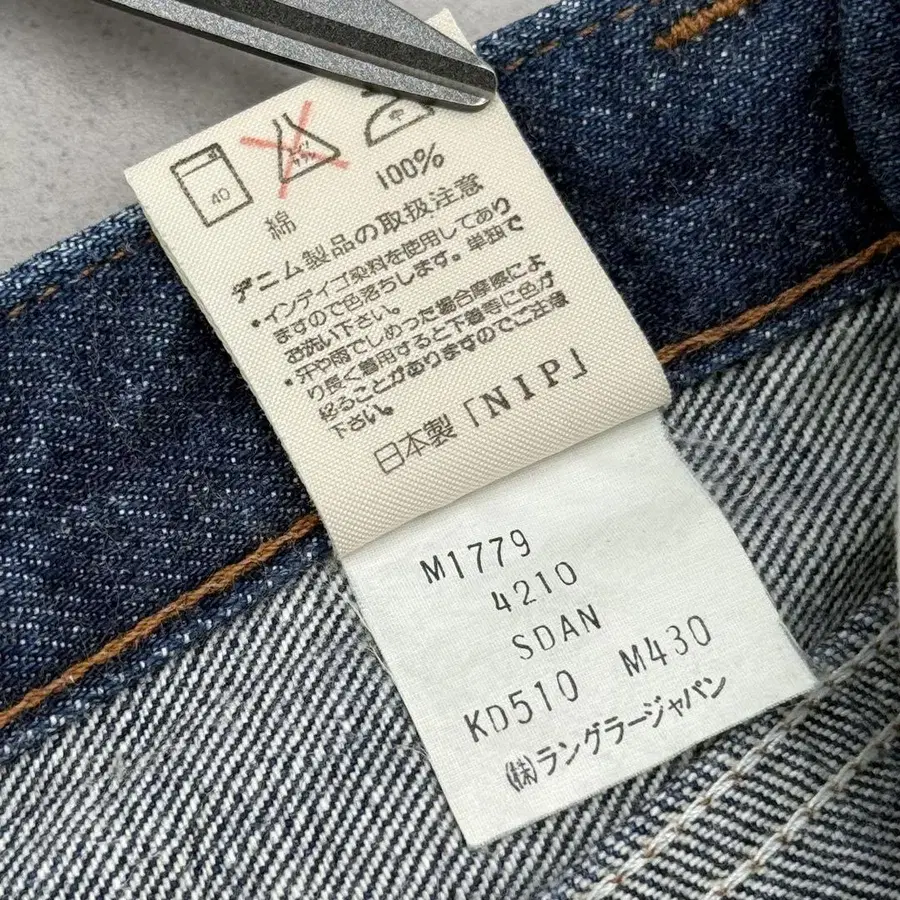 40
中
綿 100%
デニム製品の取扱注意
・インデイゴ染料を使用してあり
ますので色落ちします。単独で
お洗い下さい。
・汗や雨でしめった場合摩擦によ
り長く着用すると下着等に色が
移ることがありますのでご注意
下さい。
日本製「NIP」
M1779
4210
SDAN
KD510 M430
㈱ラングラージャパン